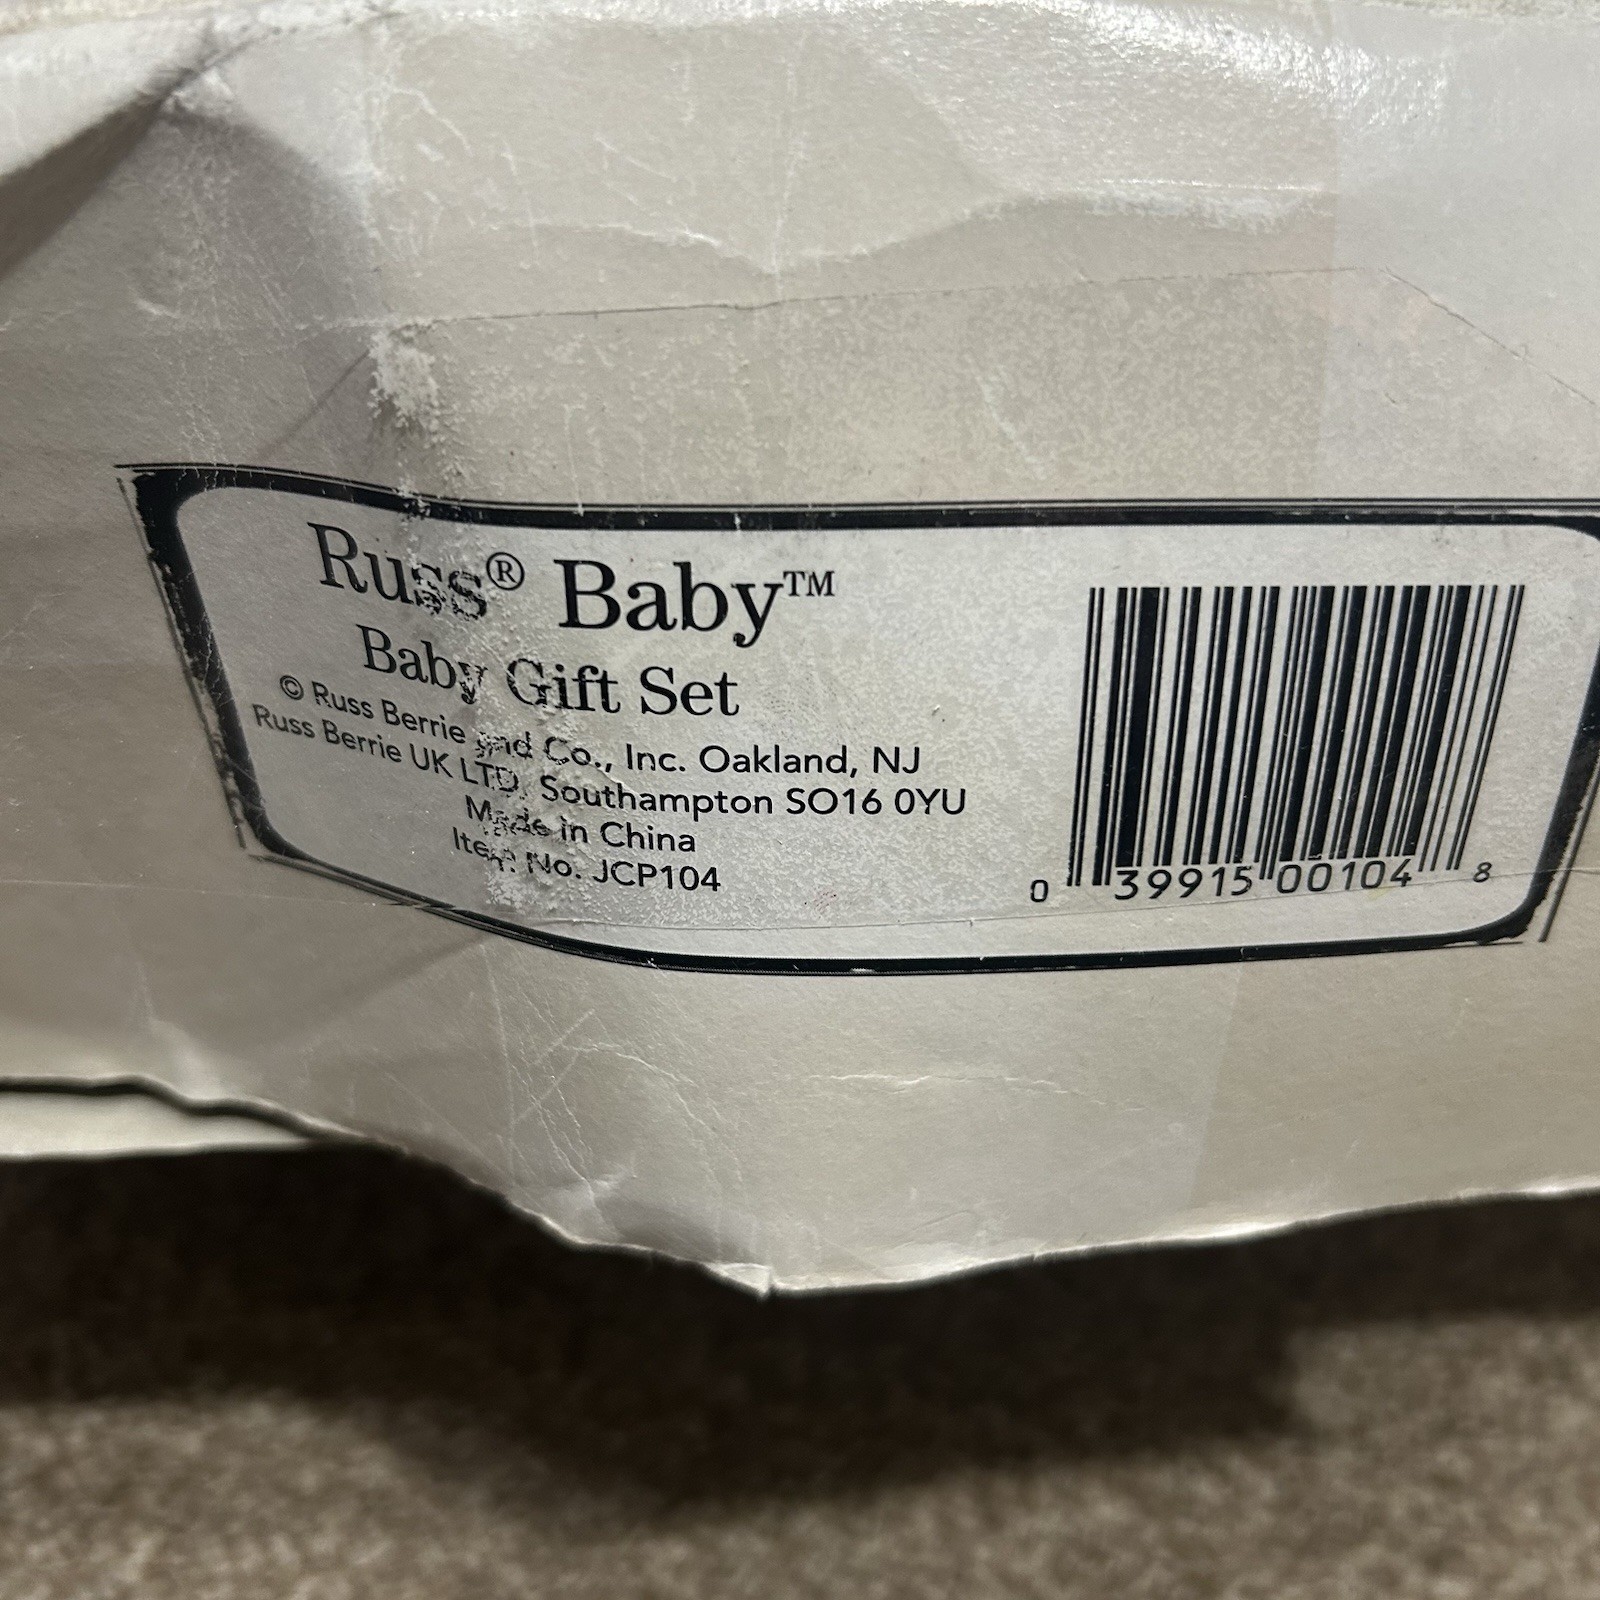 Russ® Baby™
Baby Gift Set
© Russ Berrie and Co., Inc. Oakland, NJ
Russ Berrie UK LTD. Southampton SO16 0YU
Made in China
Item No. JCP104
0 39915 00104 8